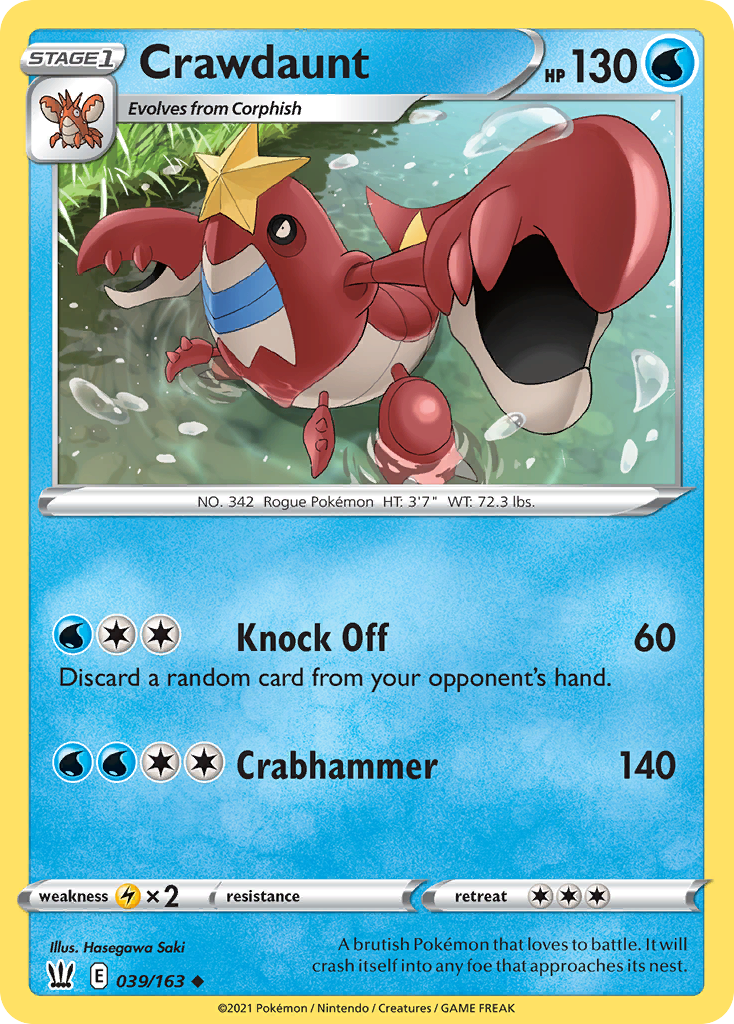 STAGE1
Crawdaunt
HP 130
Evolves from Corphish
NO. 342 Rogue Pokémon HT: 3'7" WT: 72.3 lbs.
Knock Off 60
Discard a random card from your opponent's hand.
Crabhammer 140
weakness ×2 resistance retreat
Illus. Hasegawa Saki
A brutish Pokémon that loves to battle. It will
crash itself into any foe that approaches its nest.
E 039/163
©2021 Pokémon / Nintendo / Creatures / GAME FREAK